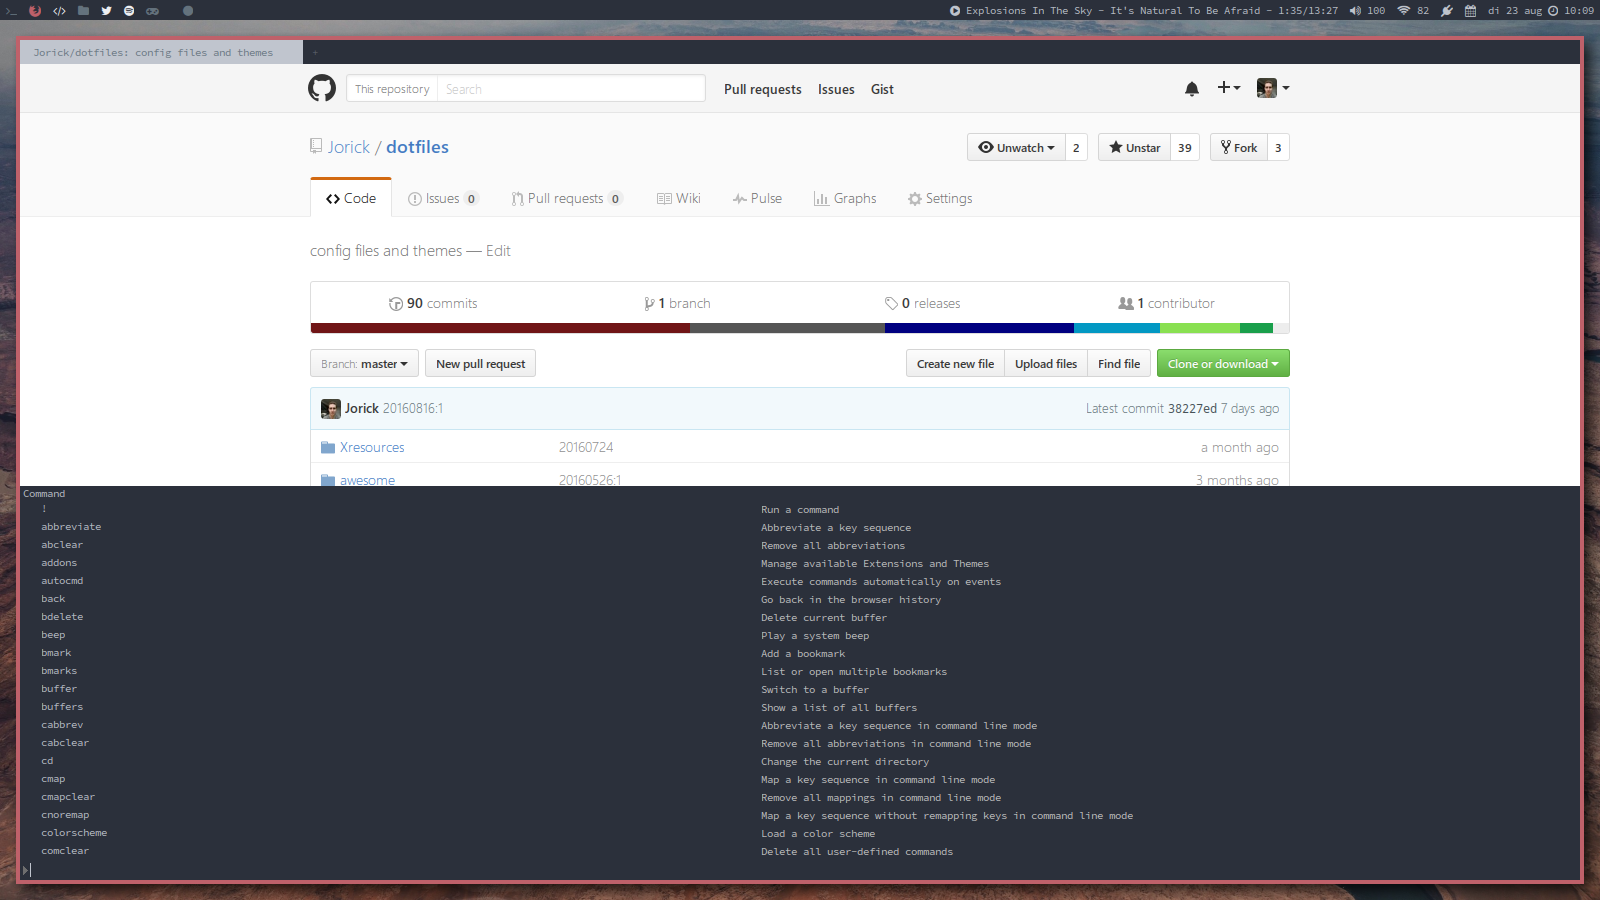 Explosions In The Sky - It's Natural To Be Afraid - 1:35/13:27 100 82 di 23 aug 10:09
Jorick/dotfiles: config files and themes +
This repository Search Pull requests Issues Gist
Jorick / dotfiles Unwatch 2 Unstar 39 Fork 3
Code Issues 0 Pull requests 0 Wiki Pulse Graphs Settings
config files and themes — Edit
90 commits 1 branch 0 releases 1 contributor
Branch: master New pull request Create new file Upload files Find file Clone or download
Jorick 20160816:1 Latest commit 38227ed 7 days ago
Xresources 20160724 a month ago
awesome 20160526:1 3 months ago
Command
! Run a command
abbreviate Abbreviate a key sequence
abclear Remove all abbreviations
addons Manage available Extensions and Themes
autocmd Execute commands automatically on events
back Go back in the browser history
bdelete Delete current buffer
beep Play a system beep
bmark Add a bookmark
bmarks List or open multiple bookmarks
buffer Switch to a buffer
buffers Show a list of all buffers
cabbrev Abbreviate a key sequence in command line mode
cabclear Remove all abbreviations in command line mode
cd Change the current directory
cmap Map a key sequence in command line mode
cmapclear Remove all mappings in command line mode
cnoremap Map a key sequence without remapping keys in command line mode
colorscheme Load a color scheme
comclear Delete all user-defined commands